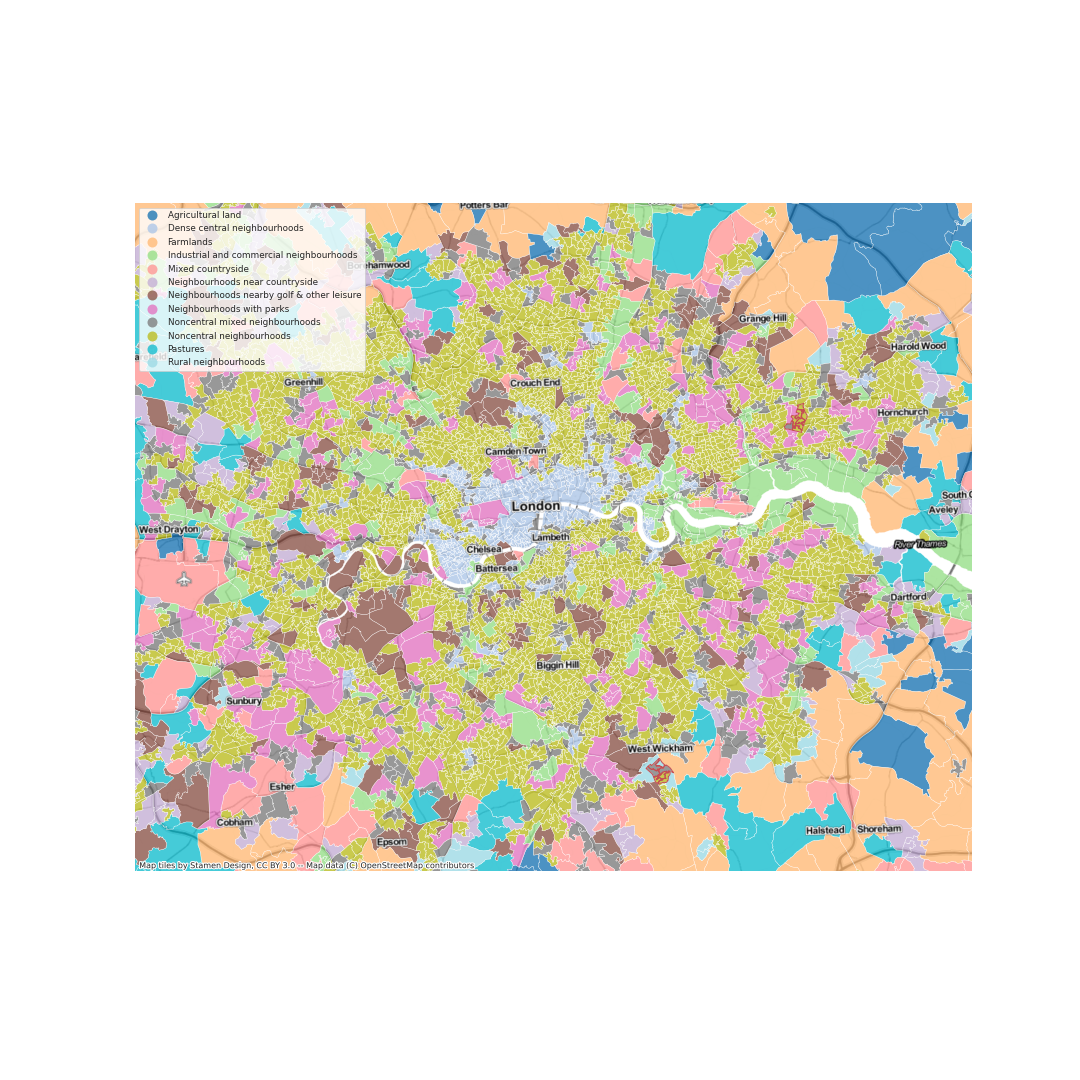 Potters Bar
Agricultural land
Dense central neighbourhoods
Farmlands
Industrial and commercial neighbourhoods
Mixed countryside
Neighbourhoods near countryside
Neighbourhoods nearby golf & other leisure
Neighbourhoods with parks
Noncentral mixed neighbourhoods
Noncentral neighbourhoods
Pastures
Rural neighbourhoods
Grange Hill
Harold Wood
Greenhill
Crouch End
Hornchurch
Camden Town
South O
London
Aveley
West Drayton
Lambeth
River Thames
Chelsea
Battersea
Dartford
Biggin Hill
Sunbury
West Wickham
Esher
Cobham
Halstead
Shoreham
Epsom
Map tiles by Stamen Design, CC BY 3.0 -- Map data (C) OpenStreetMap contributors